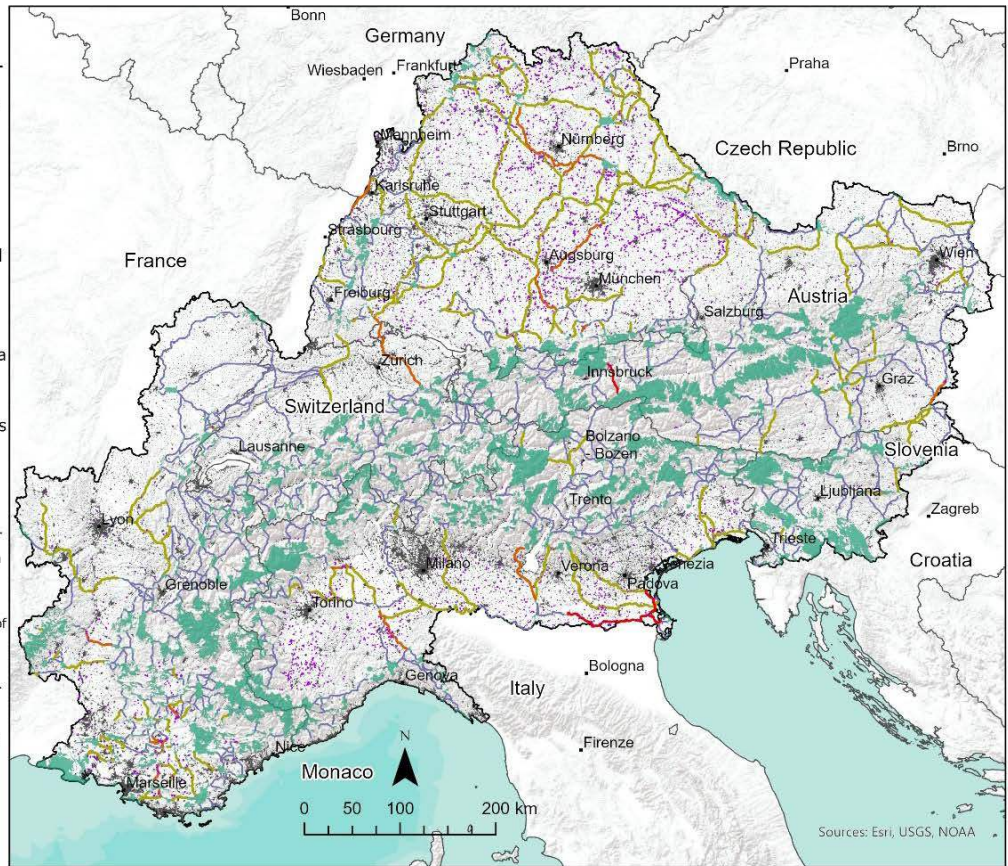 Bonn
Germany
Wiesbaden
Frankfurt
Praha
Mannheim
Nürnberg
Czech Republic
Brno
Karlsruhe
Stuttgart
Strasbourg
France
Augsburg
Wien
München
Freiburg
Austria
Salzburg
Zürich
Innsbruck
Graz
Switzerland
Lausanne
Bolzano
- Bozen
Slovenia
Trento
Ljubljana
Lyon
Zagreb
Trieste
Milano
Verona
Venezia
Croatia
Padova
Grenoble
Torino
Bologna
Genova
Italy
Nice
N
Firenze
Monaco
Marseille
0 50 100 200 km
Sources: Esri, USGS, NOAA